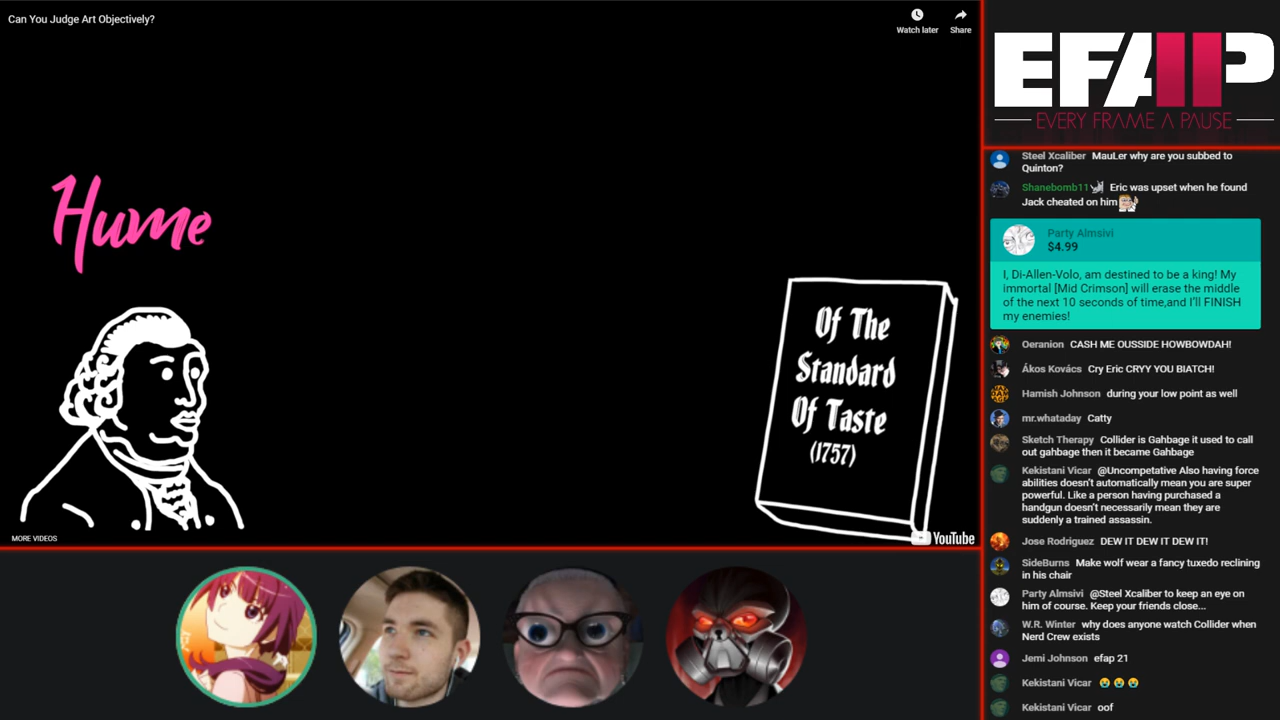 Can You Judge Art Objectively?
Watch later
Share
Hume
Of The
Standard
Of Taste
(1757)
MORE VIDEOS
YouTube
EFAP
EVERY FRAME A PAUSE
Steel Xcaliber MauLer why are you subbed to
Quinton?
Shanebomb11 Eric was upset when he found
Jack cheated on him
Party Almsivi
$4.99
I, Di-Allen-Volo, am destined to be a king! My
immortal [Mid Crimson] will erase the middle
of the next 10 seconds of time,and I'll FINISH
my enemies!
Oeranion CASH ME OUSSIDE HOWBOWDAH!
Ákos Kovács Cry Eric CRYY YOU BIATCH!
Hamish Johnson during your low point as well
mr.whataday Catty
Sketch Therapy Collider is Gahbage it used to call
out gahbage then it became Gahbage
Kekistani Vicar @Uncompetative Also having force
abilities doesn't automatically mean you are super
powerful. Like a person having purchased a
handgun doesn't necessarily mean they are
suddenly a trained assassin.
Jose Rodriguez DEW IT DEW IT DEW IT!
SideBurns Make wolf wear a fancy tuxedo reclining
in his chair
Party Almsivi @Steel Xcaliber to keep an eye on
him of course. Keep your friends close...
W.R. Winter why does anyone watch Collider when
Nerd Crew exists
Jemi Johnson efap 21
Kekistani Vicar 😭😭😭
Kekistani Vicar oof